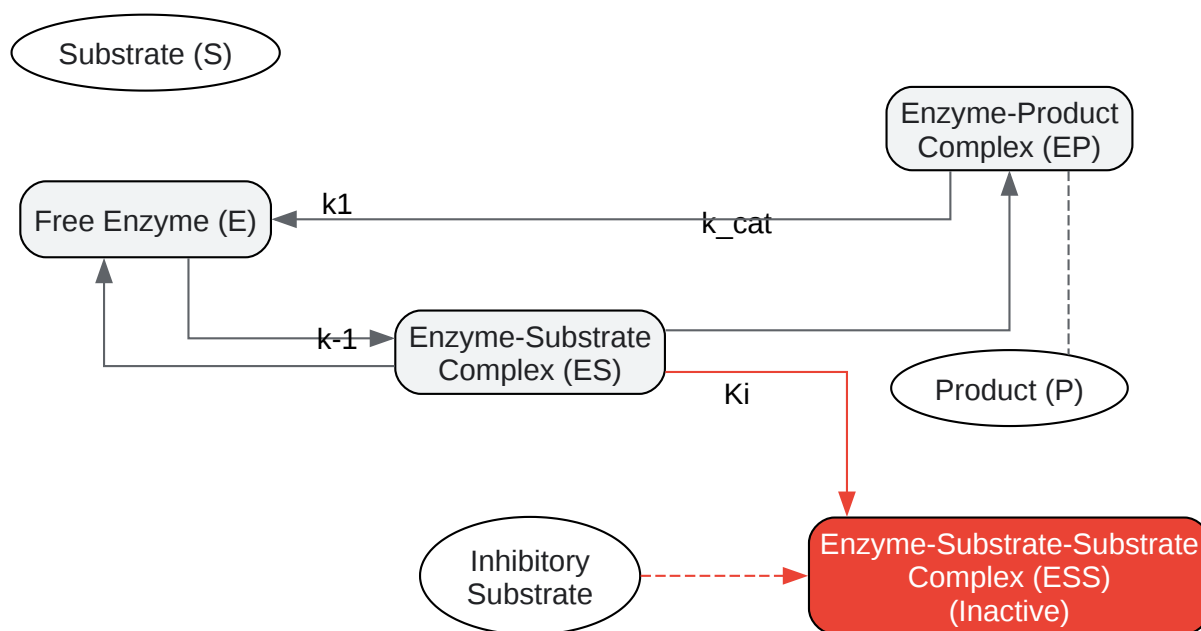 Substrate (S)
Enzyme-Product
Complex (EP)
k1
Free Enzyme (E)
k_cat
k-1
Enzyme-Substrate
Complex (ES)
Ki
Product (P)
Inhibitory
Substrate
Enzyme-Substrate-Substrate
Complex (ESS)
(Inactive)